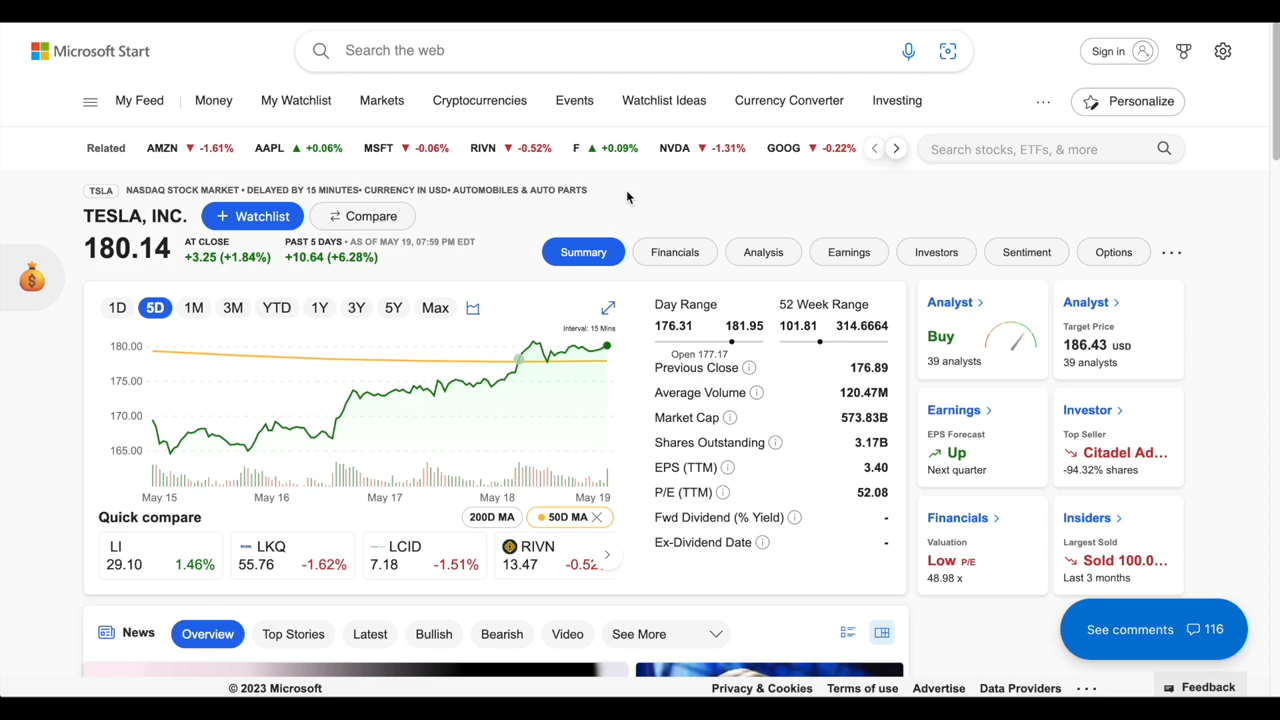 Microsoft Start
Search the web
Sign in
My Feed
Money
My Watchlist
Markets
Cryptocurrencies
Events
Watchlist Ideas
Currency Converter
Investing
...
Personalize
Related AMZN ▼ -1.61% AAPL ▲ +0.06% MSFT ▼ -0.06% RIVN ▼ -0.52% F ▲ +0.09% NVDA ▼ -1.31% GOOG ▼ -0.22%
Search stocks, ETFs, & more
TSLA NASDAQ STOCK MARKET • DELAYED BY 15 MINUTES• CURRENCY IN USD• AUTOMOBILES & AUTO PARTS
TESLA, INC. + Watchlist Compare
180.14
AT CLOSE
+3.25 (+1.84%)
PAST 5 DAYS • AS OF MAY 19, 07:59 PM EDT
+10.64 (+6.28%)
Summary Financials Analysis Earnings Investors Sentiment Options ...
1D 5D 1M 3M YTD 1Y 3Y 5Y Max
Interval: 15 Mins
180.00
175.00
170.00
165.00
May 15 May 16 May 17 May 18 May 19
Quick compare 200D MA 50D MA
LI
29.10 1.46%
LKQ
55.76 -1.62%
LCID
7.18 -1.51%
RIVN
13.47 -0.52
Day Range
176.31 181.95
Open 177.17
52 Week Range
101.81 314.6664
Previous Close 176.89
Average Volume 120.47M
Market Cap 573.83B
Shares Outstanding 3.17B
EPS (TTM) 3.40
P/E (TTM) 52.08
Fwd Dividend (% Yield) -
Ex-Dividend Date -
Analyst
Buy
39 analysts
Analyst
Target Price
186.43 USD
39 analysts
Earnings
EPS Forecast
Up
Next quarter
Investor
Top Seller
Citadel Ad...
-94.32% shares
Financials
Valuation
Low P/E
48.98 x
Insiders
Largest Sold
Sold 100.0...
Last 3 months
News Overview Top Stories Latest Bullish Bearish Video See More
See comments 116
© 2023 Microsoft
Privacy & Cookies Terms of use Advertise Data Providers ...
Feedback